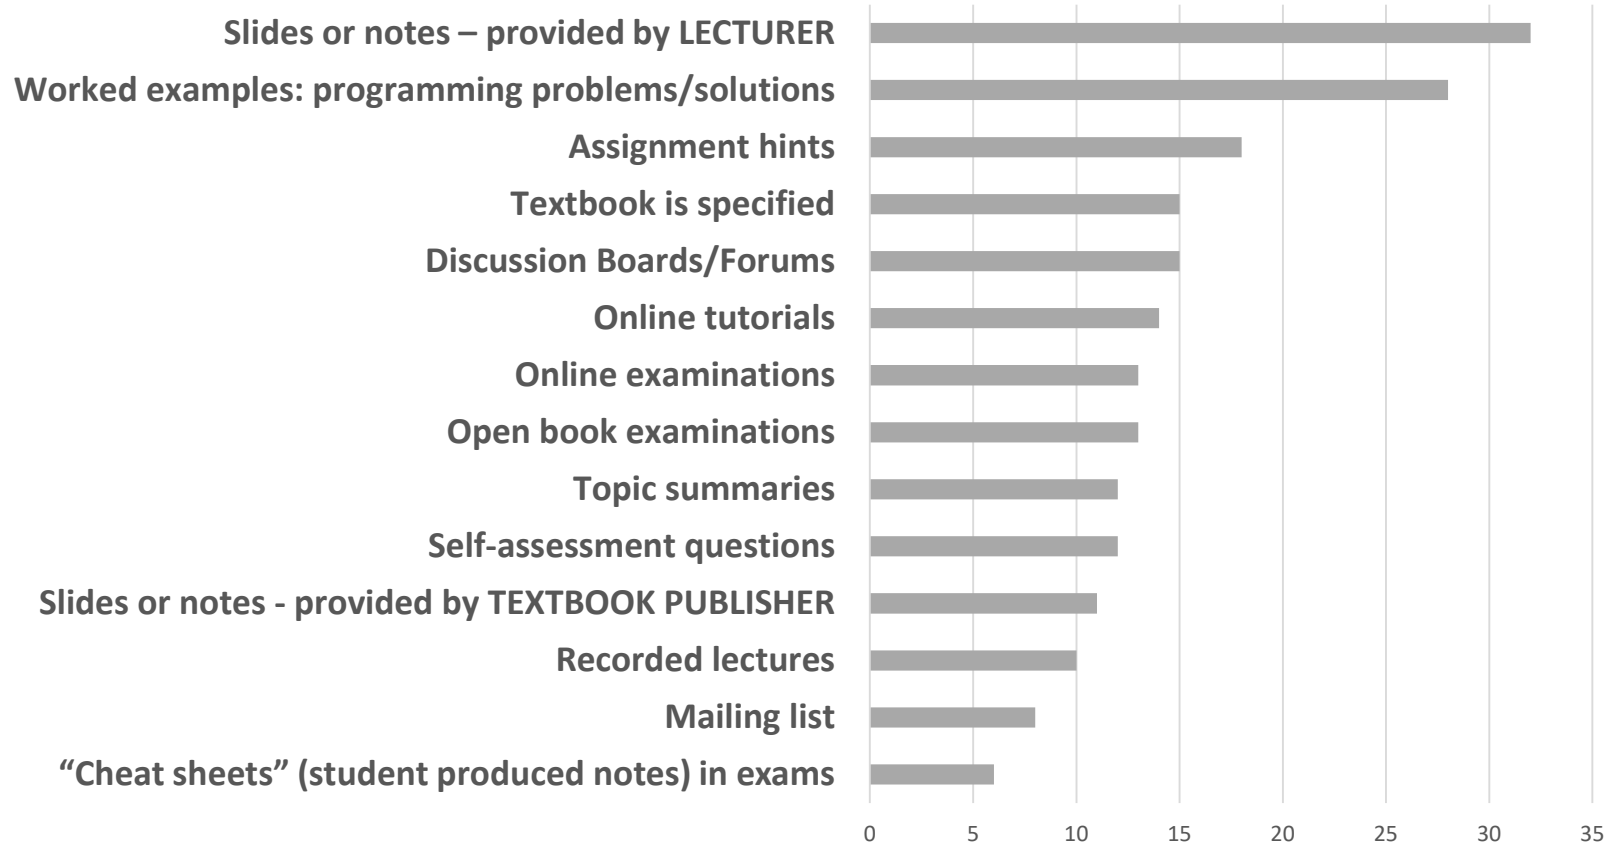 Slides or notes – provided by LECTURER
Worked examples: programming problems/solutions
Assignment hints
Textbook is specified
Discussion Boards/Forums
Online tutorials
Online examinations
Open book examinations
Topic summaries
Self-assessment questions
Slides or notes - provided by TEXTBOOK PUBLISHER
Recorded lectures
Mailing list
“Cheat sheets” (student produced notes) in exams
0 5 10 15 20 25 30 35